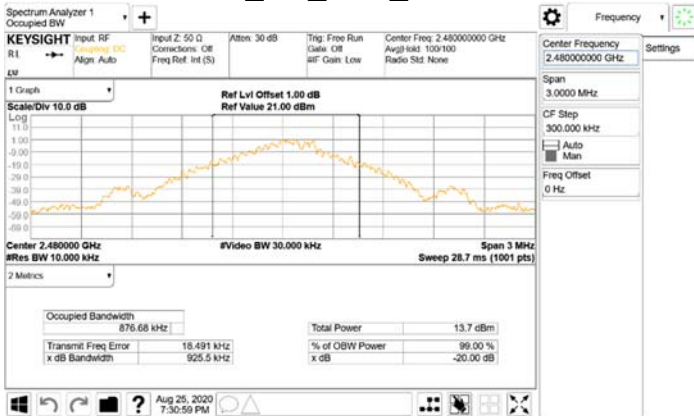 Spectrum Analyzer 1
Occupied BW
Frequency
KEYSIGHT
Input: RF
Coupling: DC
Align: Auto
Input Z: 50 Ω
Corrections: Off
Freq Ref: Int (S)
Atten: 30 dB
Trig: Free Run
Gate: Off
#IF Gain: Low
Center Freq: 2.480000000 GHz
Avg|Hold: 100/100
Radio Std: None
Center Frequency
2.480000000 GHz
Settings
Span
3.0000 MHz
CF Step
300.000 kHz
Auto
Man
Freq Offset
0 Hz
1 Graph
Scale/Div 10.0 dB
Ref Lvl Offset 1.00 dB
Ref Value 21.00 dBm
Log
11.0
1.00
-9.00
-19.0
-29.0
-39.0
-49.0
-59.0
-69.0
Center 2.480000 GHz
#Video BW 30.000 kHz
Span 3 MHz
#Res BW 10.000 kHz
Sweep 28.7 ms (1001 pts)
2 Metrics
Occupied Bandwidth
876.68 kHz
Total Power
13.7 dBm
Transmit Freq Error
18.491 kHz
% of OBW Power
99.00 %
x dB Bandwidth
925.5 kHz
x dB
-20.00 dB
Aug 25, 2020
7:30:59 PM